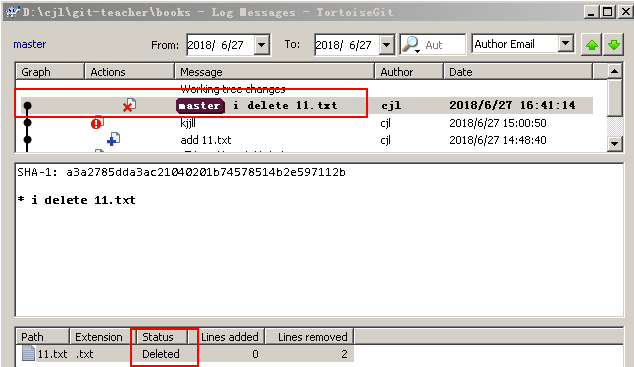 D:\cjl\git-teacher\books - Log Messages - TortoiseGit
master From: 2018/ 6/27 To: 2018/ 6/27 Aut Author Email
Graph Actions Message Author Date
Working tree changes
master i delete 11.txt cjl 2018/6/27 16:41:14
kjjll cjl 2018/6/27 15:00:50
add 11.txt cjl 2018/6/27 14:48:40
SHA-1: a3a2785dda3ac21040201b74578514b2e597112b
* i delete 11.txt
Path Extension Status Lines added Lines removed
11.txt .txt Deleted 0 2